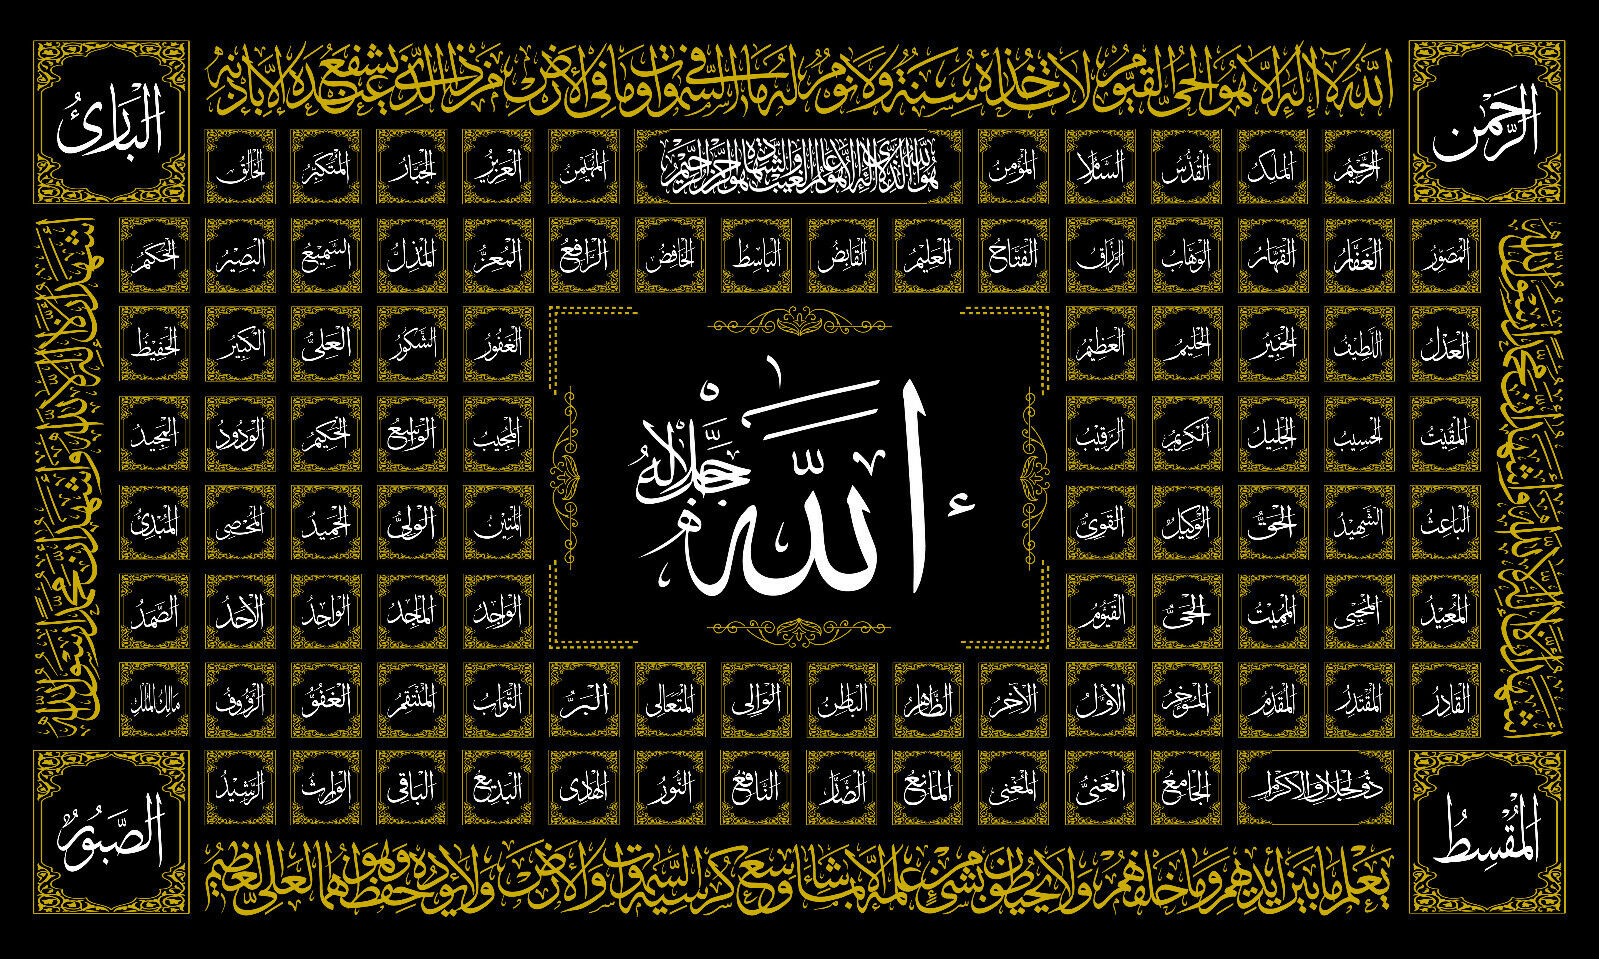 اللَّهُ لَا إِلَٰهَ إِلَّا هُوَ الْحَيُّ الْقَيُّومُ لَا تَأْخُذُهُ سِنَةٌ وَلَا نَوْمٌ لَهُ مَا فِي السَّمَاوَاتِ وَمَا فِي الْأَرْضِ مَنْ ذَا الَّذِي يَشْفَعُ عِنْدَهُ إِلَّا بِإِذْنِهِ
الرحمن
الرحيم
الملك
القدوس
السلام
المؤمن
هو الله الذي لا إله إلا هو عالم الغيب والشهادة هو الرحمن الرحيم
المهيمن
العزيز
الجبار
المتكبر
الخالق
البارئ
المصور
الغفار
القهار
الوهاب
الرزاق
الفتاح
العليم
القابض
الباسط
الخافض
الرافع
المعز
المذل
السميع
البصير
الحكم
العدل
اللطيف
الخبير
الحليم
العظيم
الغفور
الشكور
العلي
الكبير
الحفيظ
المقيت
الحسيب
الجليل
الكريم
الرقيب
المجيب
الواسع
الحكيم
الودود
المجيد
الله جل جلاله
الباعث
الشهيد
الحق
الوكيل
القوي
المتين
الولي
الحميد
المحصي
المبدئ
المعيد
المحيي
المميت
الحي
القيوم
الواجد
الماجد
الواحد
الأحد
الصمد
القادر
المقتدر
المقدم
المؤخر
الأول
الآخر
الظاهر
الباطن
الوالي
المتعالي
البر
التواب
المنتقم
العفو
الرؤوف
مالك الملك
ذو الجلال والإكرام
المقسط
الجامع
الغني
المغني
المانع
الضار
النافع
النور
الهادي
البديع
الباقي
الوارث
الرشيد
الصبور
أشهد أن لا إله إلا الله وأشهد أن محمدا رسول الله
أشهد أن لا إله إلا الله وأشهد أن محمدا رسول الله
يَعْلَمُ مَا بَيْنَ أَيْدِيهِمْ وَمَا خَلْفَهُمْ وَلَا يُحِيطُونَ بِشَيْءٍ مِنْ عِلْمِهِ إِلَّا بِمَا شَاءَ وَسِعَ كُرْسِيُّهُ السَّمَاوَاتِ وَالْأَرْضَ وَلَا يَئُودُهُ حِفْظُهُمَا وَهُوَ الْعَلِيُّ الْعَظِيمُ